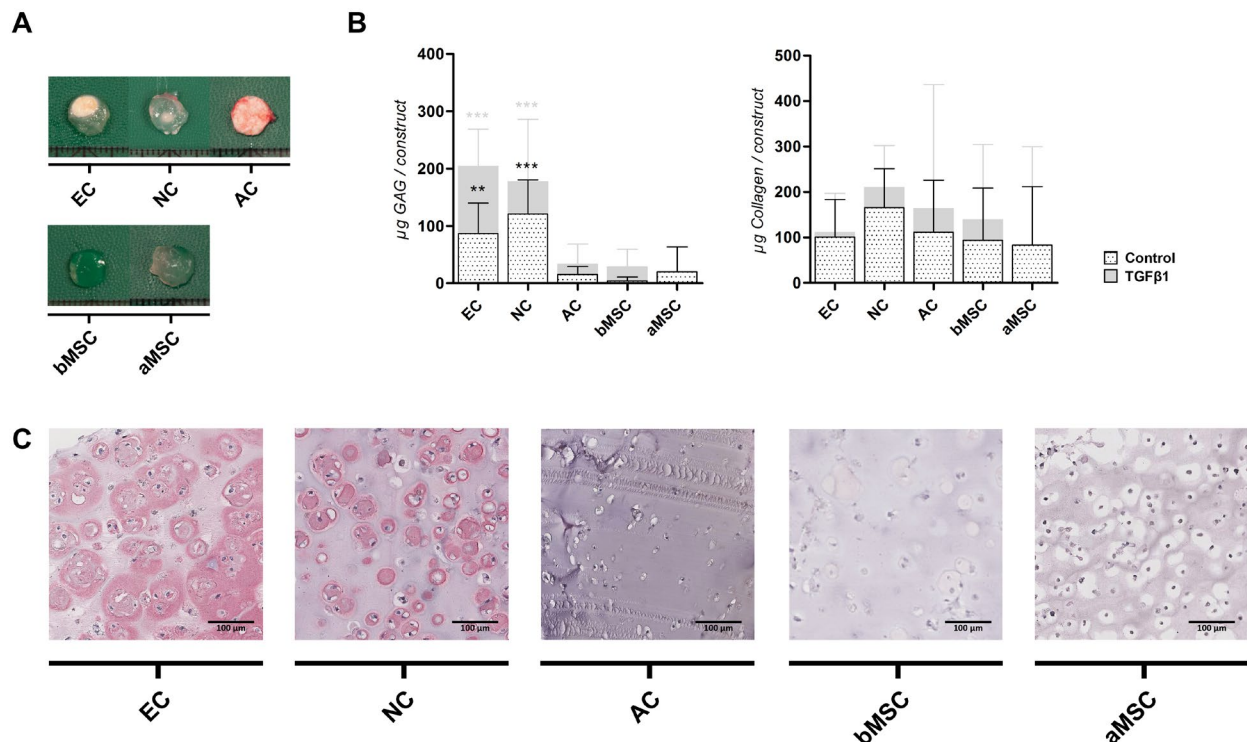 A
EC
NC
AC
bMSC
aMSC
B
µg GAG / construct
400
300
200
100
0
***
***
**
***
EC
NC
AC
bMSC
aMSC
µg Collagen / construct
500
400
300
200
100
0
EC
NC
AC
bMSC
aMSC
Control
TGFβ1
C
100 µm
100 µm
100 µm
100 µm
100 µm
EC
NC
AC
bMSC
aMSC